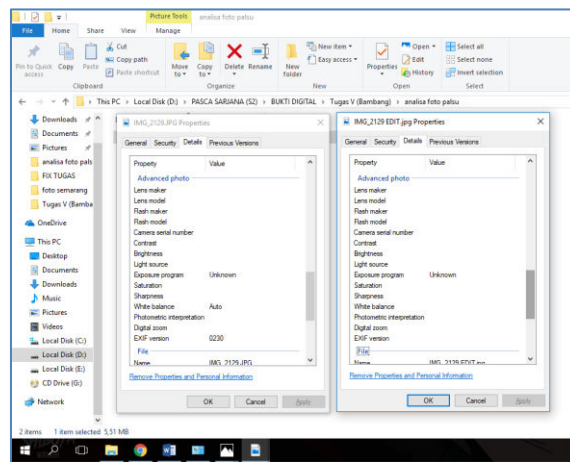 Picture Tools analisa foto palsu
File Home Share View Manage
Pin to Quick access
Copy
Paste
Cut
Copy path
Paste shortcut
Move to
Copy to
Delete
Rename
New folder
New item
Easy access
Properties
Open
Edit
History
Select all
Select none
Invert selection
Clipboard Organize New Open Select
This PC > Local Disk (D:) > PASCA SARJANA (S2) > BUKTI DIGITAL > Tugas V (Bambang) > analisa foto palsu
Downloads
Documents
Pictures
analisa foto pals
FIX TUGAS
foto semarang
Tugas V (Bamba
OneDrive
This PC
Desktop
Documents
Downloads
Music
Pictures
Videos
Local Disk (C:)
Local Disk (D:)
Local Disk (E:)
CD Drive (G:)
Network
2 items 1 item selected 5,51 MB
IMG_2129.JPG Properties
General Security Details Previous Versions
Property Value
Advanced photo
Lens maker
Lens model
Flash maker
Flash model
Camera serial number
Contrast
Brightness
Light source
Exposure program Unknown
Saturation
Sharpness
White balance Auto
Photometric interpretation
Digital zoom
EXIF version 0230
File
Name IMG_2129.JPG
Remove Properties and Personal Information
OK Cancel Apply
IMG_2129 EDIT.jpg Properties
General Security Details Previous Versions
Property Value
Advanced photo
Lens maker
Lens model
Flash maker
Flash model
Camera serial number
Contrast
Brightness
Light source
Exposure program Unknown
Saturation
Sharpness
White balance
Photometric interpretation
Digital zoom
EXIF version
File
Name IMG_2129 EDIT.jpg
Remove Properties and Personal Information
OK Cancel Apply